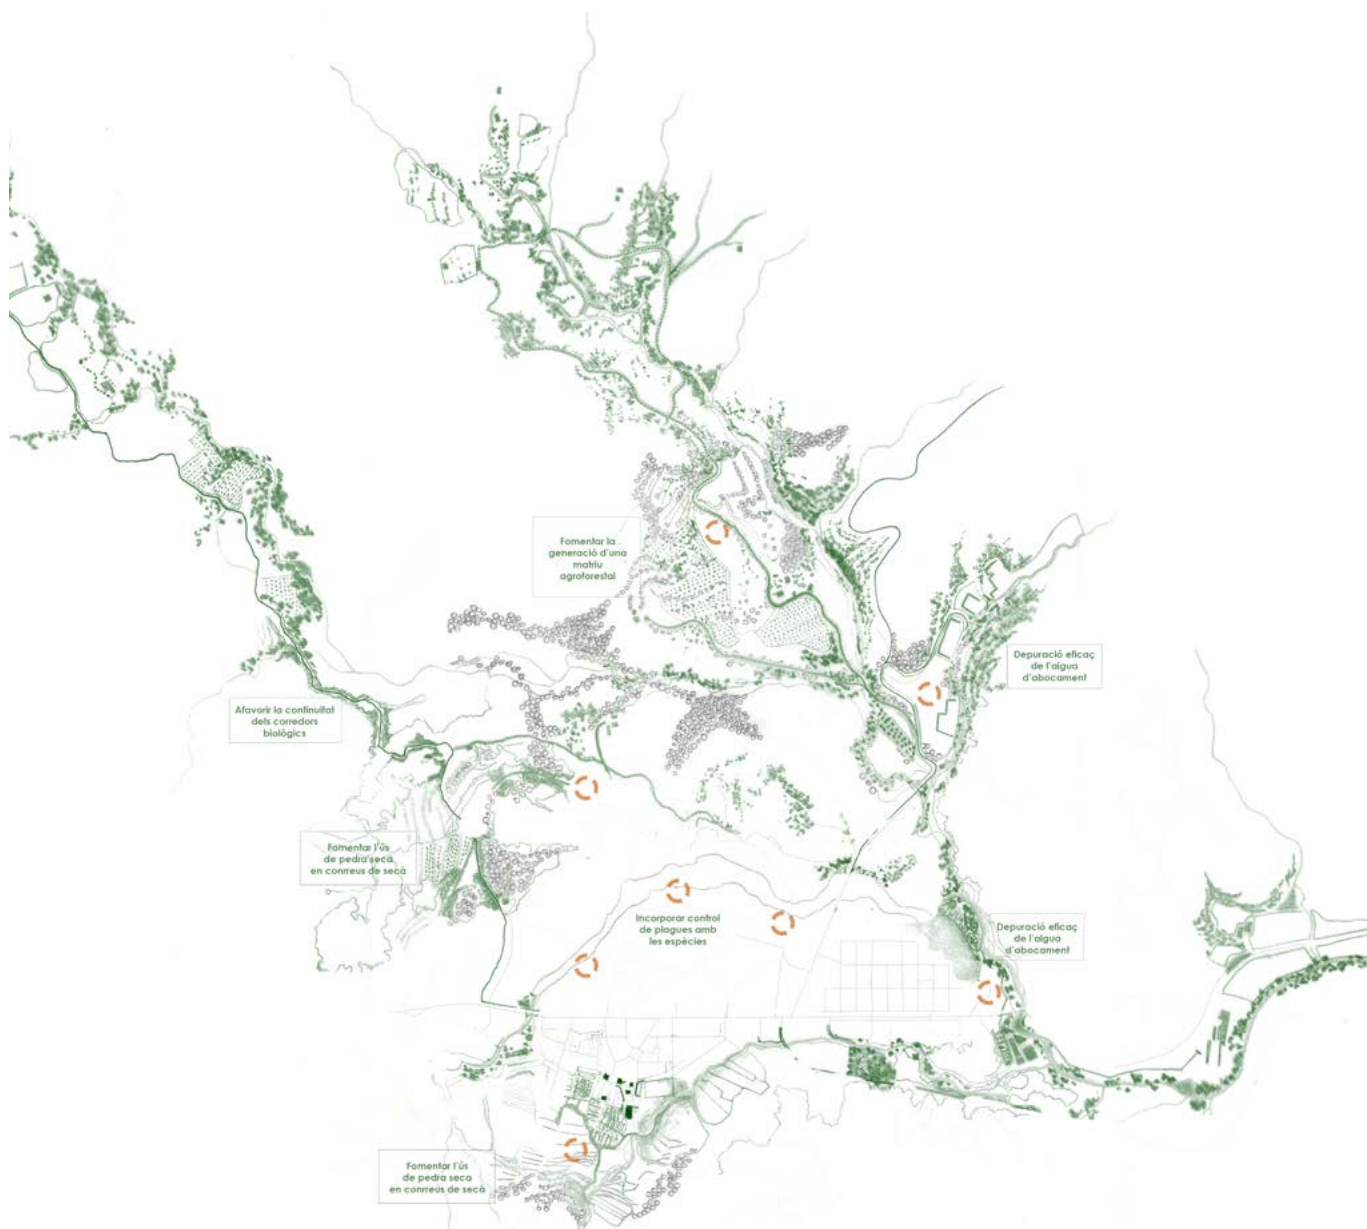 Fomentar la
generació d'una
matriu
agroforestal
Depuració eficaç
de l'aigua
d'abocament
Afavorir la continuïtat
dels corredors
biològics
Fomentar l'ús
de pedra seca
en conrreus de secà
Incorporar control
de plagues amb
les espècies
Depuració eficaç
de l'aigua
d'abocament
Fomentar l'ús
de pedra seca
en conrreus de secà